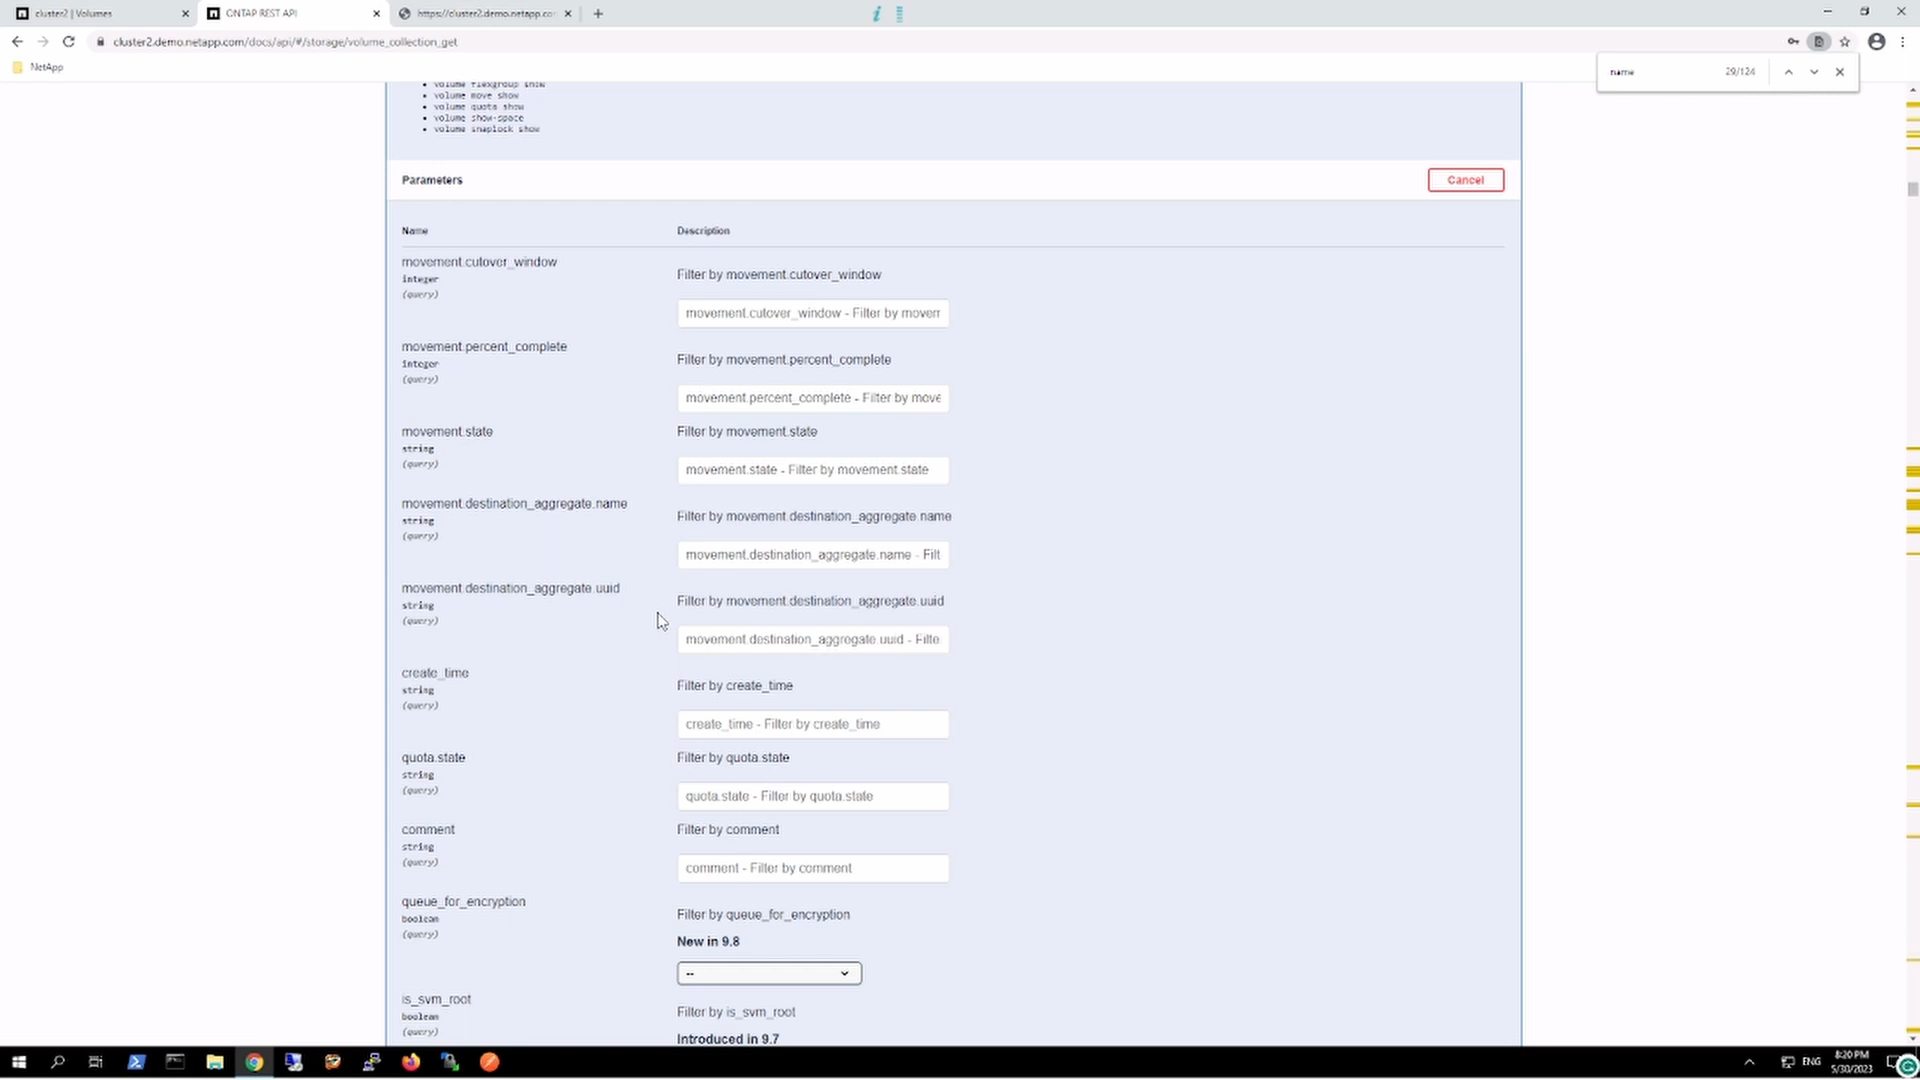 cluster2 | Volumes
ONTAP REST API
https://cluster2.demo.netapp.co
cluster2.demo.netapp.com/docs/api/#/storage/volume_collection_get
NetApp
name
29/124
volume flexgroup show
volume move show
volume quota show
volume show-space
volume snaplock show
Parameters
Cancel
Name
Description
movement.cutover_window
integer
(query)
Filter by movement.cutover_window
movement.cutover_window - Filter by movem
movement.percent_complete
integer
(query)
Filter by movement.percent_complete
movement.percent_complete - Filter by move
movement.state
string
(query)
Filter by movement.state
movement.state - Filter by movement.state
movement.destination_aggregate.name
string
(query)
Filter by movement.destination_aggregate.name
movement.destination_aggregate.name - Filt
movement.destination_aggregate.uuid
string
(query)
Filter by movement.destination_aggregate.uuid
movement.destination_aggregate.uuid - Filte
create_time
string
(query)
Filter by create_time
create_time - Filter by create_time
quota.state
string
(query)
Filter by quota.state
quota.state - Filter by quota.state
comment
string
(query)
Filter by comment
comment - Filter by comment
queue_for_encryption
boolean
(query)
Filter by queue_for_encryption
New in 9.8
--
is_svm_root
boolean
(query)
Filter by is_svm_root
Introduced in 9.7
ENG
8:20 PM
5/30/2023